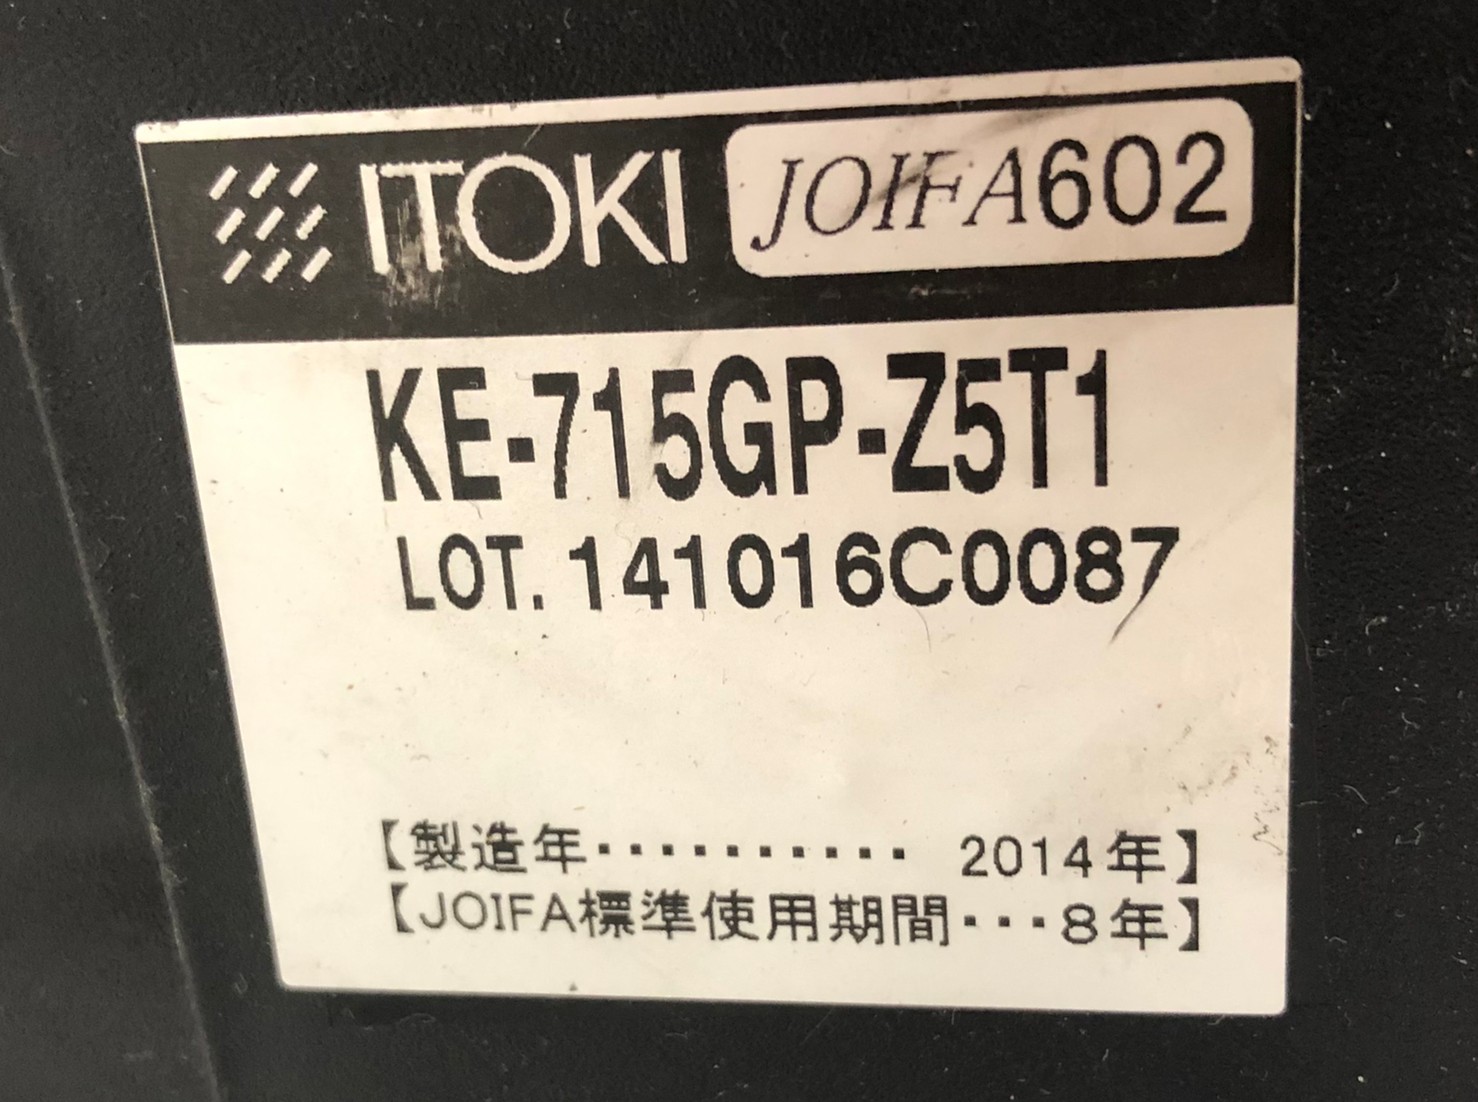 ITOKI JOIFA602
KE-715GP-Z5T1
LOT. 141016C0087
【製造年・・・・・・・・・・ 2014年】
【JOIFA標準使用期間・・・8年】